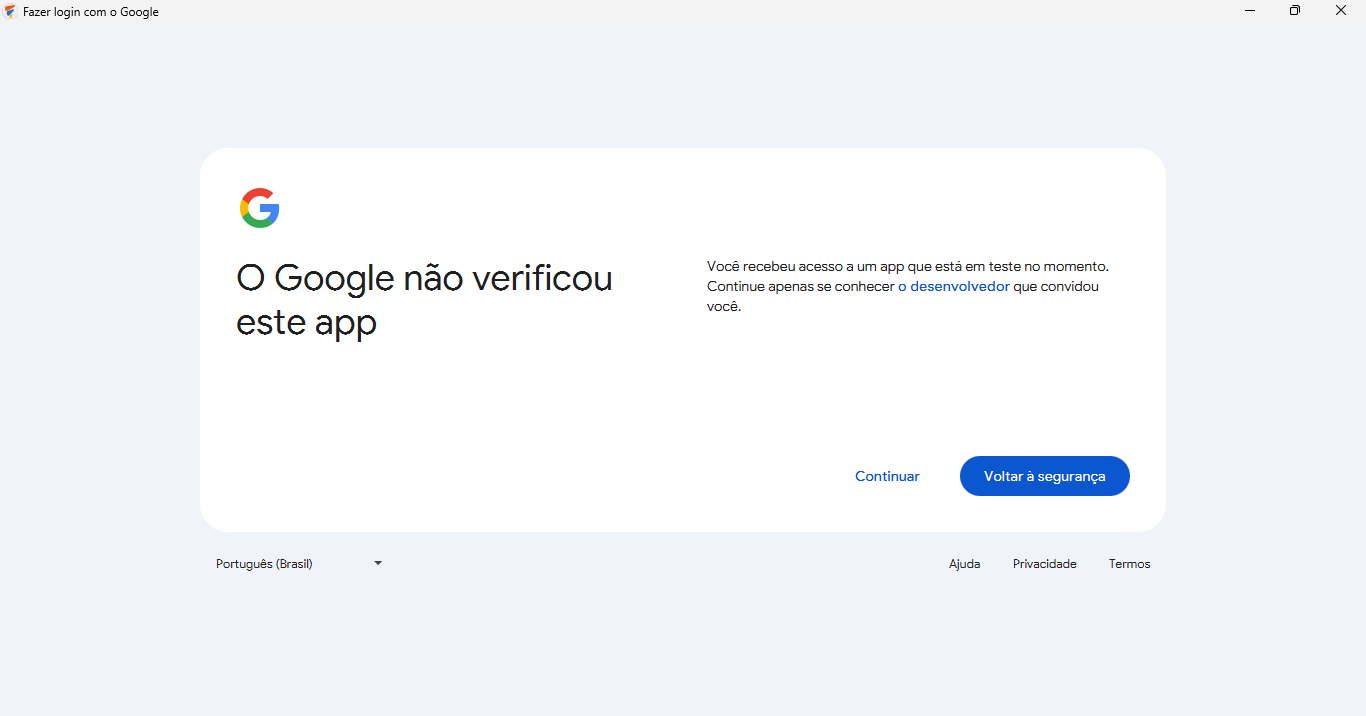 Fazer login com o Google
O Google não verificou
este app
Você recebeu acesso a um app que está em teste no momento.
Continue apenas se conhecer o desenvolvedor que convidou
você.
Continuar
Voltar à segurança
Português (Brasil)
Ajuda
Privacidade
Termos